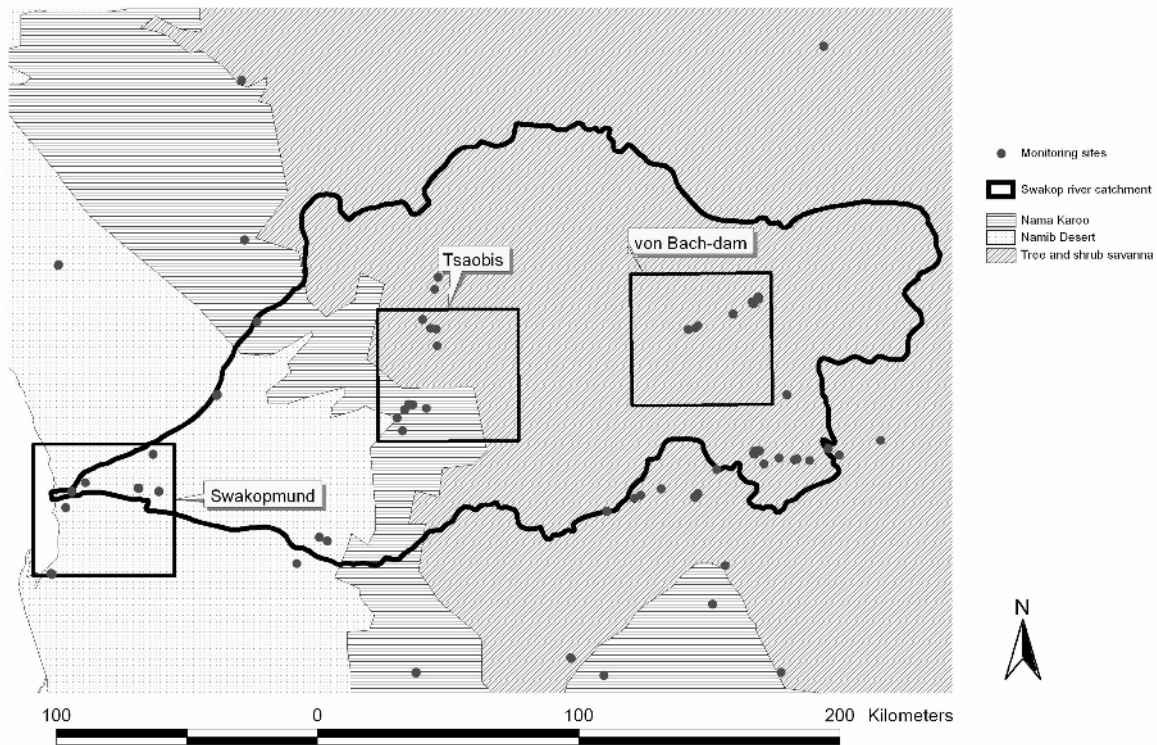 von Bach-dam
Tsaobis
Swakopmund
Monitoring sites
Swakop river catchment
Nama Karoo
Namib Desert
Tree and shrub savanna
N
100 0 100 200 Kilometers